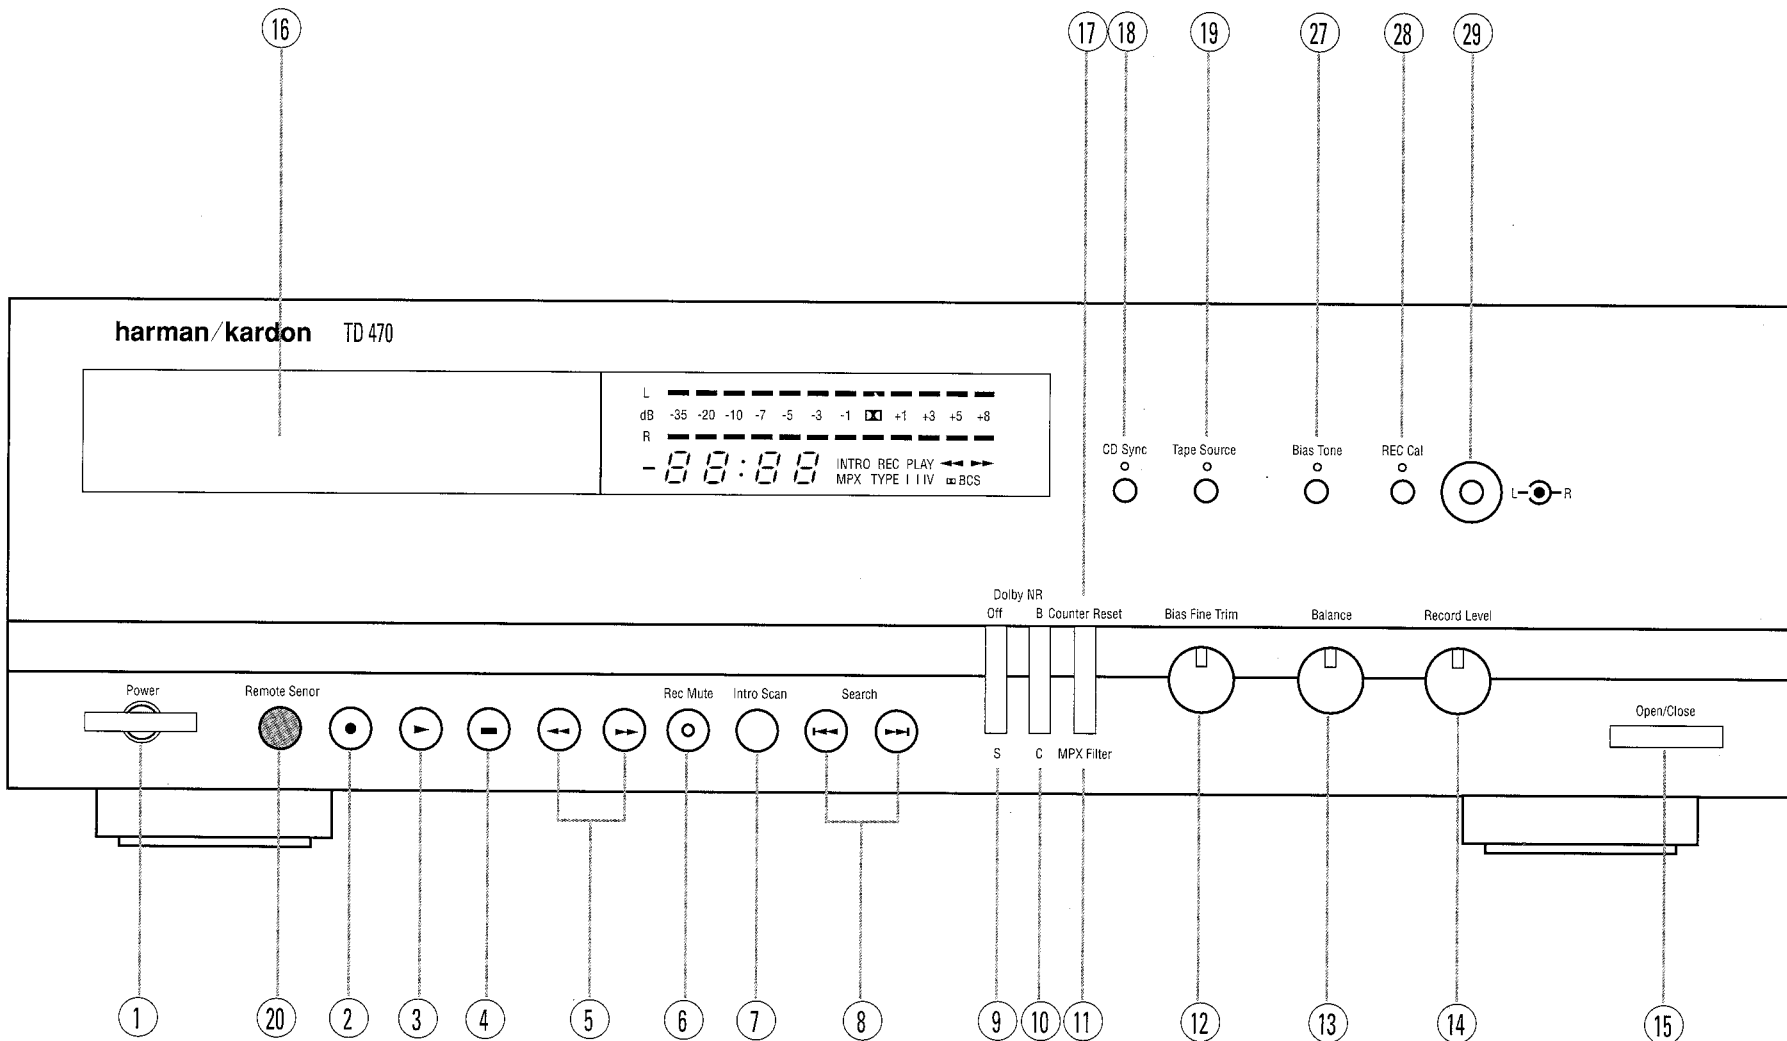 16 17 18 19 27 28 29
harman/kardon TD 470
L
dB -35 -20 -10 -7 -5 -3 -1 +1 +3 +5 +8
R
-88:88 INTRO REC PLAY ◄◄ ►►
MPX TYPE I I IV BCS
CD Sync Tape Source Bias Tone REC Cal
L R
Dolby NR
Off B Counter Reset Bias Fine Trim Balance Record Level
Power Remote Senor Rec Mute Intro Scan Search Open/Close
S C MPX Filter
1 20 2 3 4 5 6 7 8 9 10 11 12 13 14 15